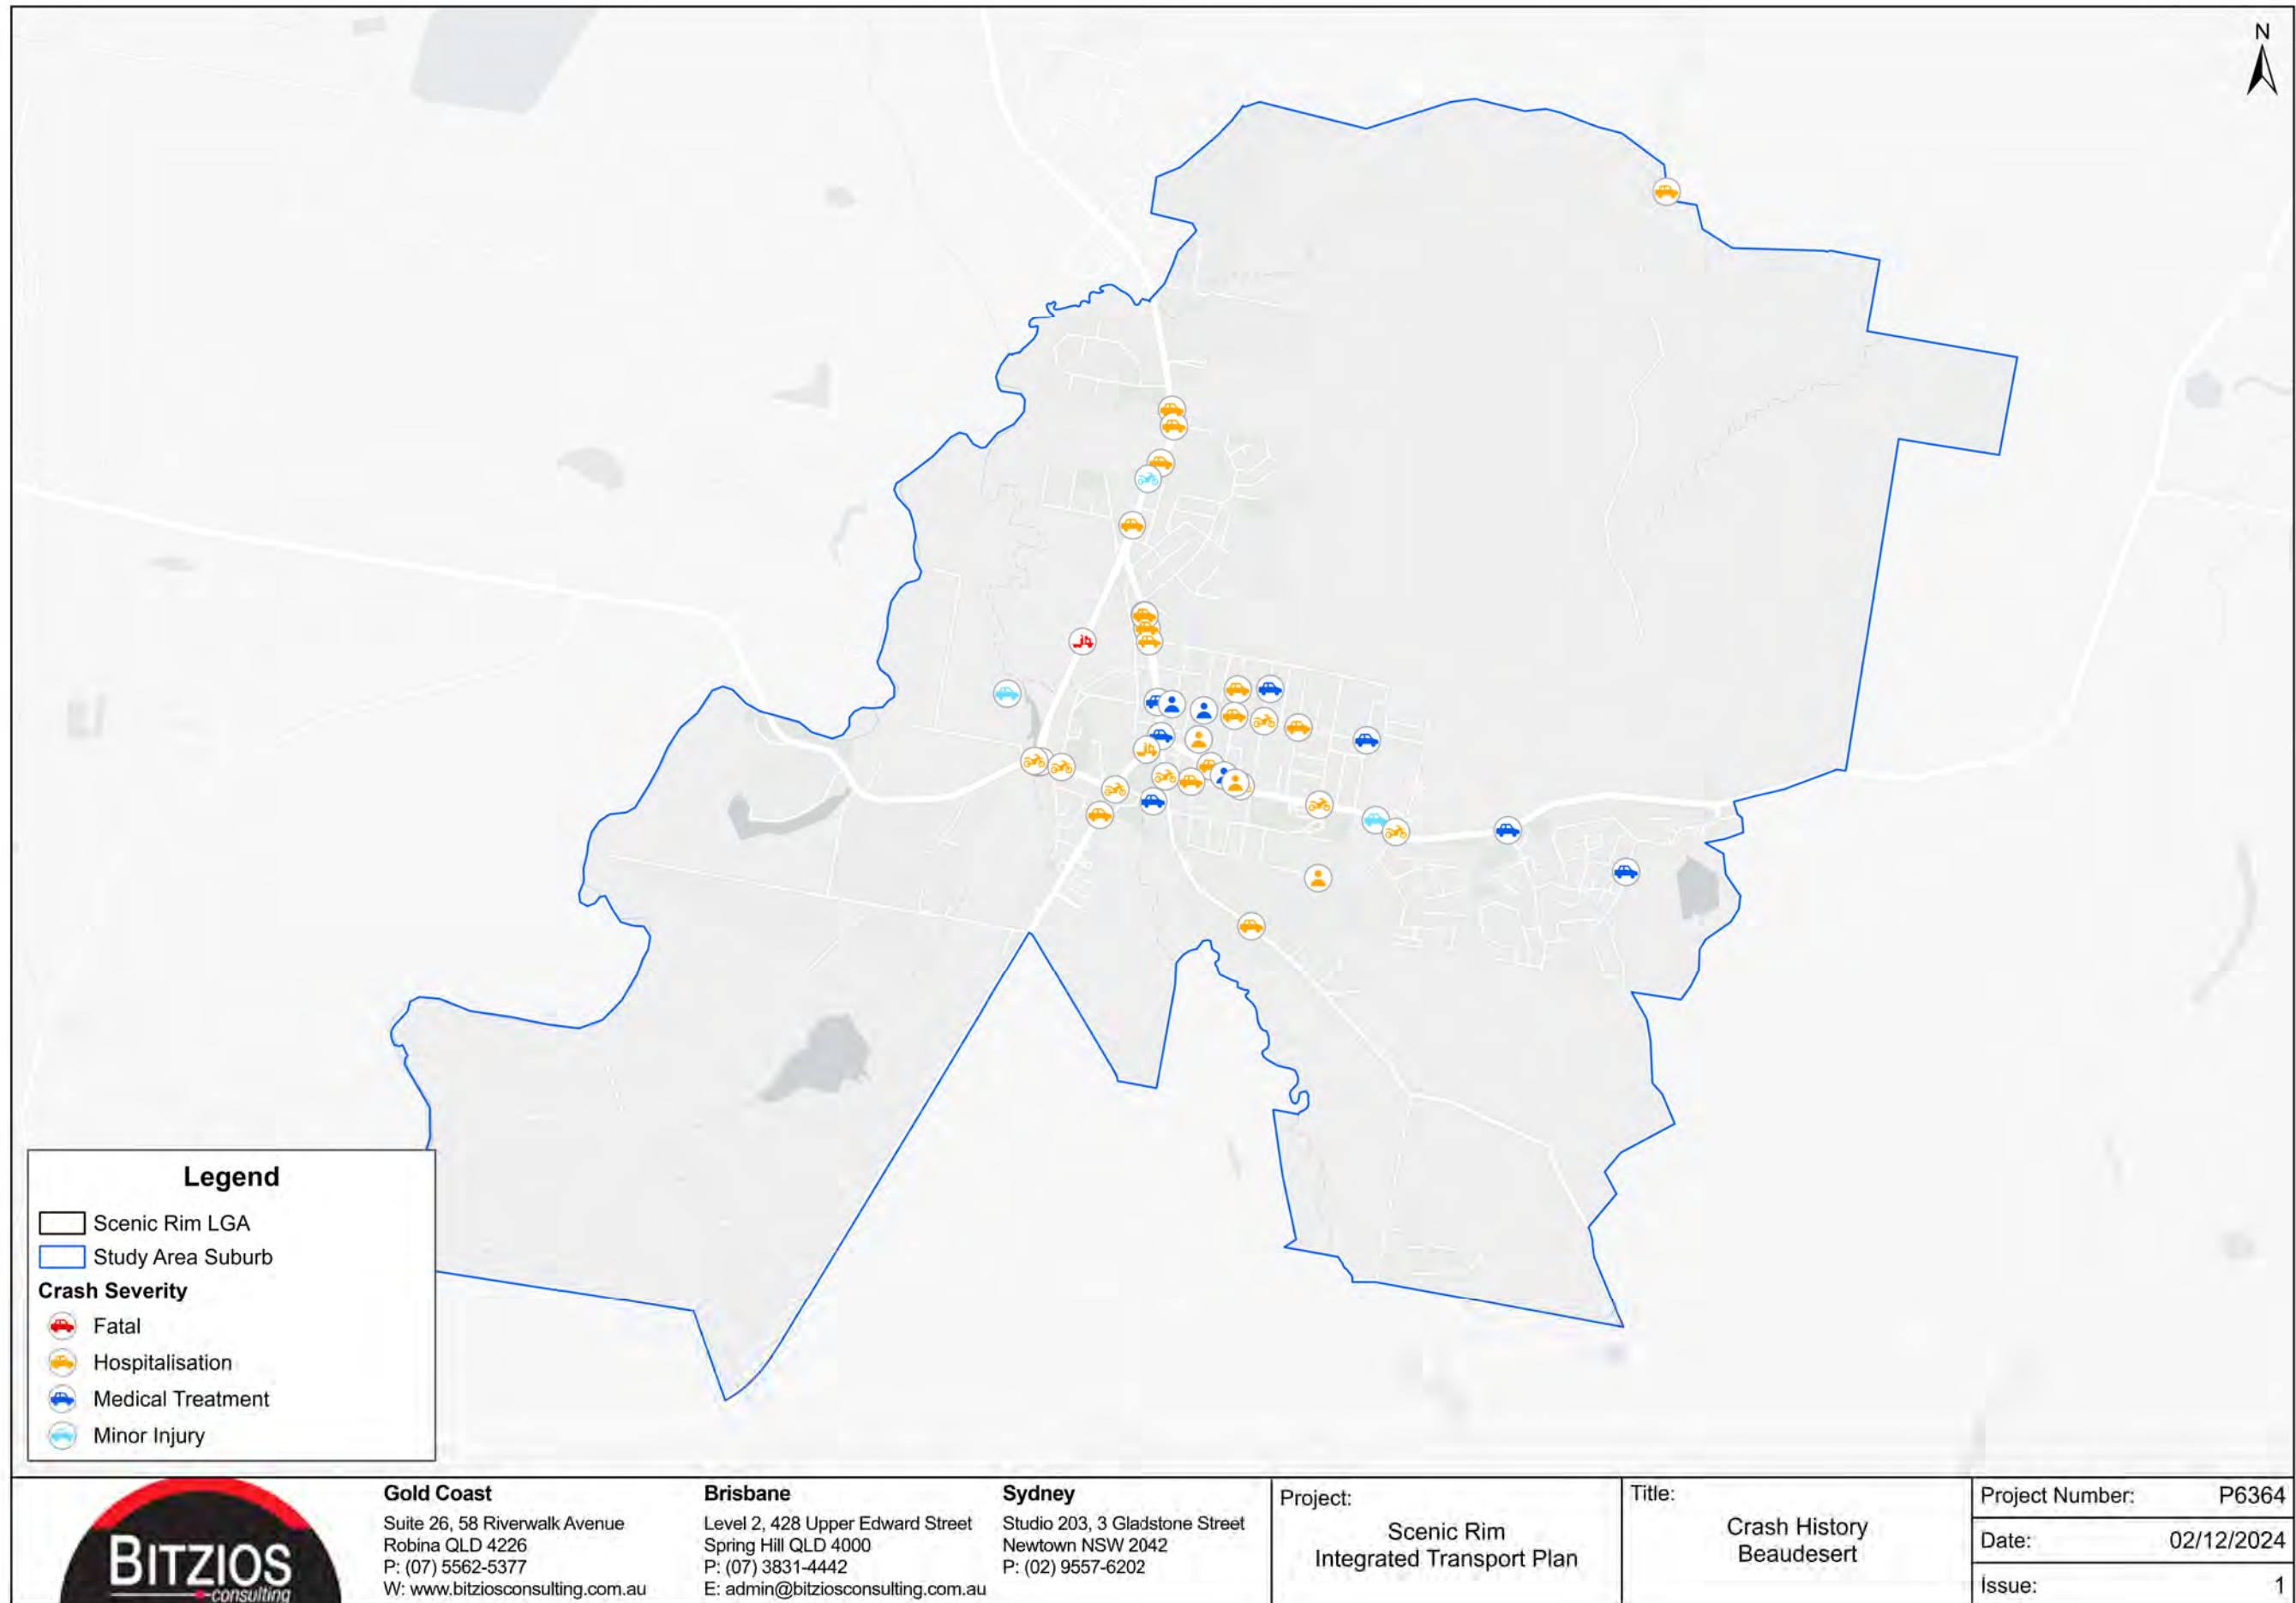 N
Legend
Scenic Rim LGA
Study Area Suburb
Crash Severity
Fatal
Hospitalisation
Medical Treatment
Minor Injury
BITZIOS
consulting
Gold Coast
Suite 26, 58 Riverwalk Avenue
Robina QLD 4226
P: (07) 5562-5377
W: www.bitziosconsulting.com.au
Brisbane
Level 2, 428 Upper Edward Street
Spring Hill QLD 4000
P: (07) 3831-4442
E: admin@bitziosconsulting.com.au
Sydney
Studio 203, 3 Gladstone Street
Newtown NSW 2042
P: (02) 9557-6202
Project:
Scenic Rim
Integrated Transport Plan
Title:
Crash History
Beaudesert
Project Number: P6364
Date: 02/12/2024
Issue: 1